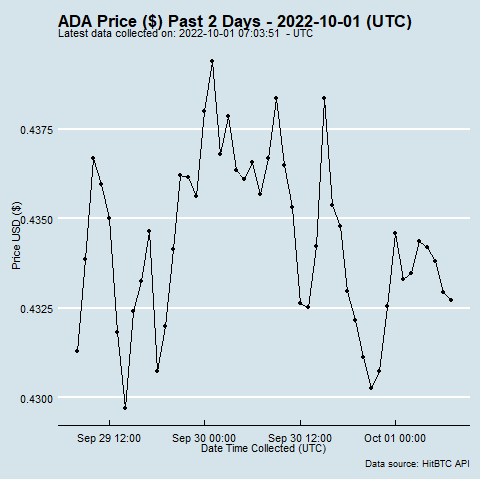 ADA Price ($) Past 2 Days - 2022-10-01 (UTC)
Latest data collected on: 2022-10-01 07:03:51  - UTC
0.4375
0.4350
0.4325
0.4300
Price USD ($)
Sep 29 12:00
Sep 30 00:00
Sep 30 12:00
Oct 01 00:00
Date Time Collected (UTC)
Data source: HitBTC API